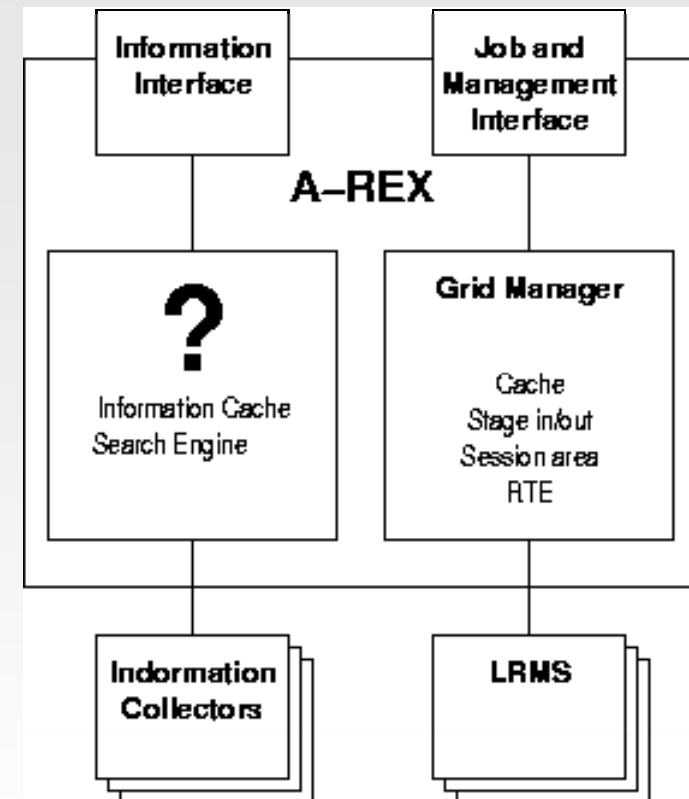 Information
Interface
Job and
Management
Interface
A-REX
?
Information Cache
Search Engine
Grid Manager
Cache
Stage in/out
Session area
RTE
Indormation
Collectors
LRMS